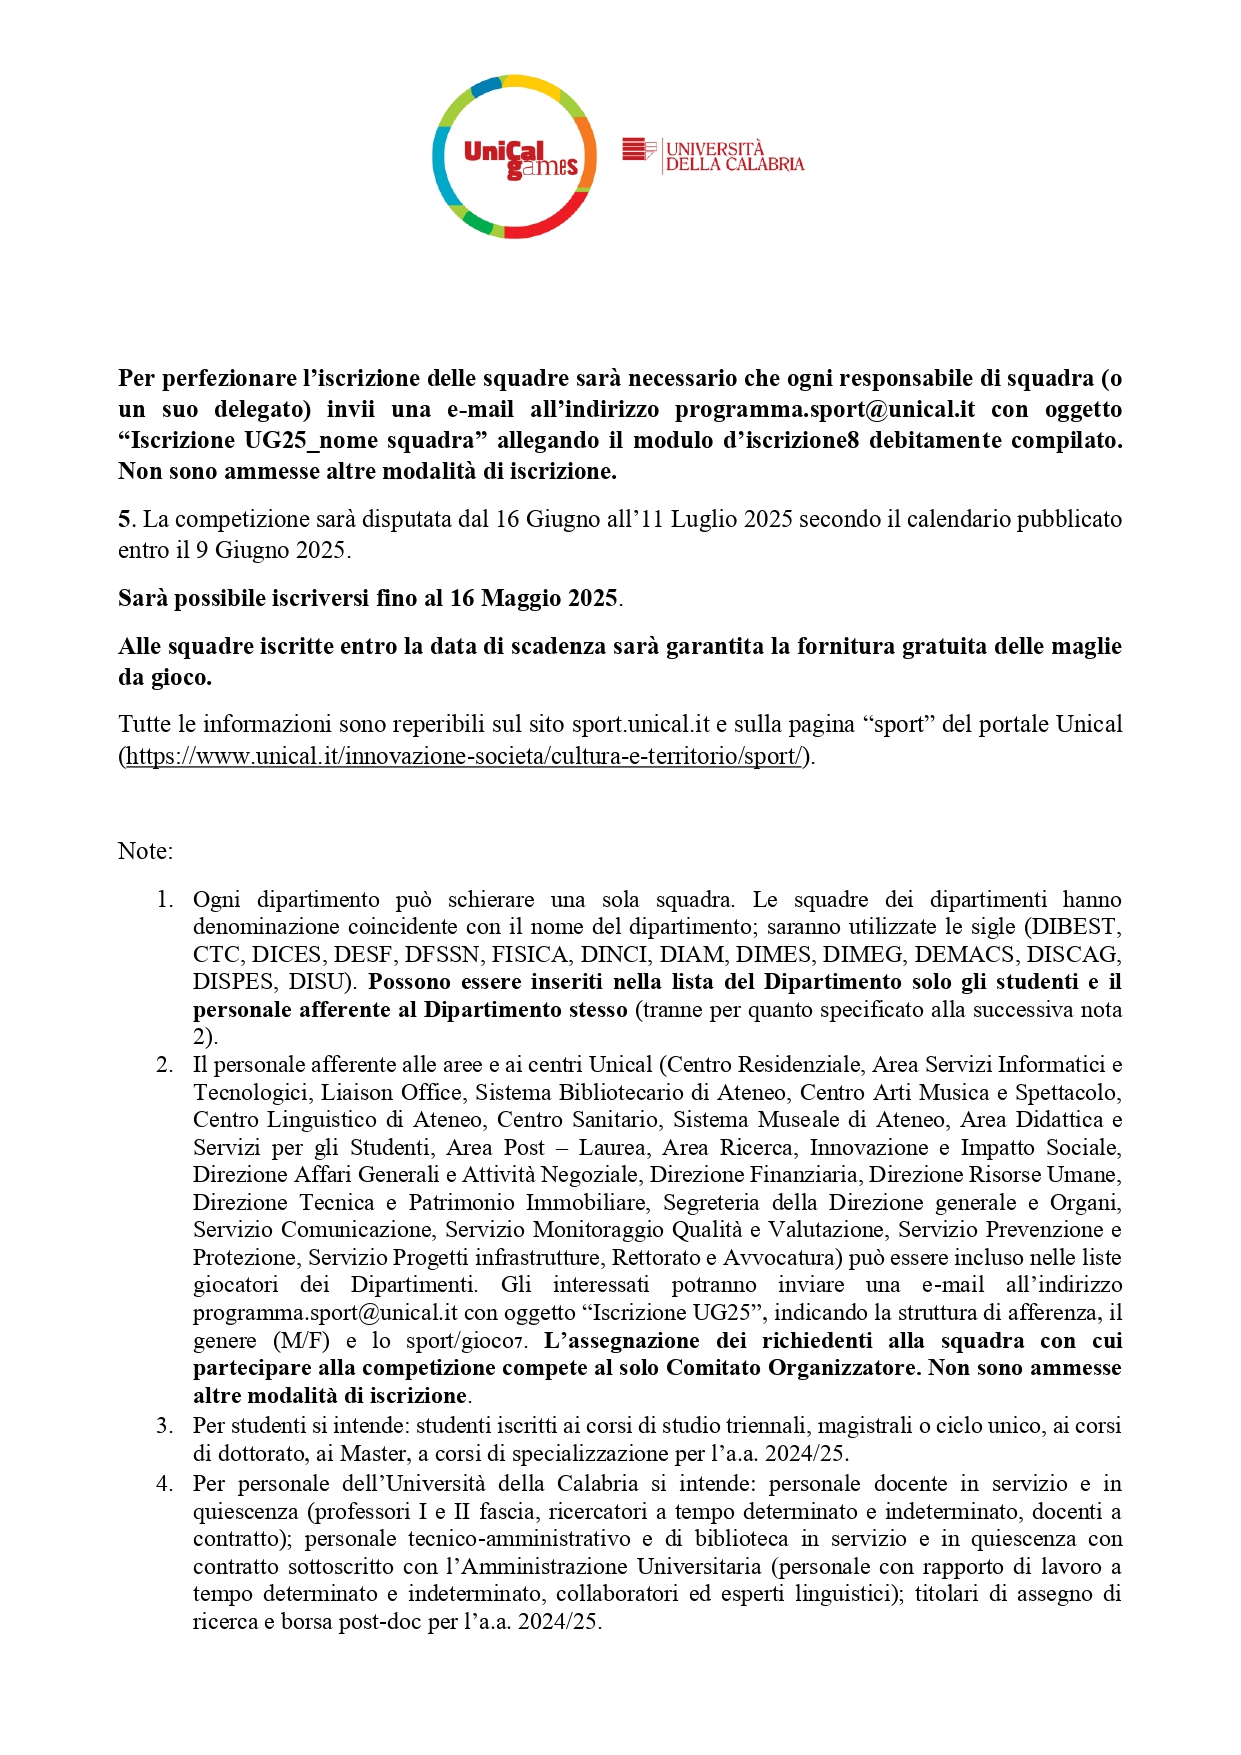 UniCal
games
UNIVERSITÀ
DELLA CALABRIA
Per perfezionare l’iscrizione delle squadre sarà necessario che ogni responsabile di squadra (o
un suo delegato) invii una e-mail all’indirizzo programma.sport@unical.it con oggetto
“Iscrizione UG25_nome squadra” allegando il modulo d’iscrizione8 debitamente compilato.
Non sono ammesse altre modalità di iscrizione.
5. La competizione sarà disputata dal 16 Giugno all’11 Luglio 2025 secondo il calendario pubblicato
entro il 9 Giugno 2025.
Sarà possibile iscriversi fino al 16 Maggio 2025.
Alle squadre iscritte entro la data di scadenza sarà garantita la fornitura gratuita delle maglie
da gioco.
Tutte le informazioni sono reperibili sul sito sport.unical.it e sulla pagina “sport” del portale Unical
(https://www.unical.it/innovazione-societa/cultura-e-territorio/sport/).
Note:
1. Ogni dipartimento può schierare una sola squadra. Le squadre dei dipartimenti hanno
denominazione coincidente con il nome del dipartimento; saranno utilizzate le sigle (DIBEST,
CTC, DICES, DESF, DFSSN, FISICA, DINCI, DIAM, DIMES, DIMEG, DEMACS, DISCAG,
DISPES, DISU). Possono essere inseriti nella lista del Dipartimento solo gli studenti e il
personale afferente al Dipartimento stesso (tranne per quanto specificato alla successiva nota
2).
2. Il personale afferente alle aree e ai centri Unical (Centro Residenziale, Area Servizi Informatici e
Tecnologici, Liaison Office, Sistema Bibliotecario di Ateneo, Centro Arti Musica e Spettacolo,
Centro Linguistico di Ateneo, Centro Sanitario, Sistema Museale di Ateneo, Area Didattica e
Servizi per gli Studenti, Area Post – Laurea, Area Ricerca, Innovazione e Impatto Sociale,
Direzione Affari Generali e Attività Negoziale, Direzione Finanziaria, Direzione Risorse Umane,
Direzione Tecnica e Patrimonio Immobiliare, Segreteria della Direzione generale e Organi,
Servizio Comunicazione, Servizio Monitoraggio Qualità e Valutazione, Servizio Prevenzione e
Protezione, Servizio Progetti infrastrutture, Rettorato e Avvocatura) può essere incluso nelle liste
giocatori dei Dipartimenti. Gli interessati potranno inviare una e-mail all’indirizzo
programma.sport@unical.it con oggetto “Iscrizione UG25”, indicando la struttura di afferenza, il
genere (M/F) e lo sport/gioco7. L’assegnazione dei richiedenti alla squadra con cui
partecipare alla competizione compete al solo Comitato Organizzatore. Non sono ammesse
altre modalità di iscrizione.
3. Per studenti si intende: studenti iscritti ai corsi di studio triennali, magistrali o ciclo unico, ai corsi
di dottorato, ai Master, a corsi di specializzazione per l’a.a. 2024/25.
4. Per personale dell’Università della Calabria si intende: personale docente in servizio e in
quiescenza (professori I e II fascia, ricercatori a tempo determinato e indeterminato, docenti a
contratto); personale tecnico-amministrativo e di biblioteca in servizio e in quiescenza con
contratto sottoscritto con l’Amministrazione Universitaria (personale con rapporto di lavoro a
tempo determinato e indeterminato, collaboratori ed esperti linguistici); titolari di assegno di
ricerca e borsa post-doc per l’a.a. 2024/25.